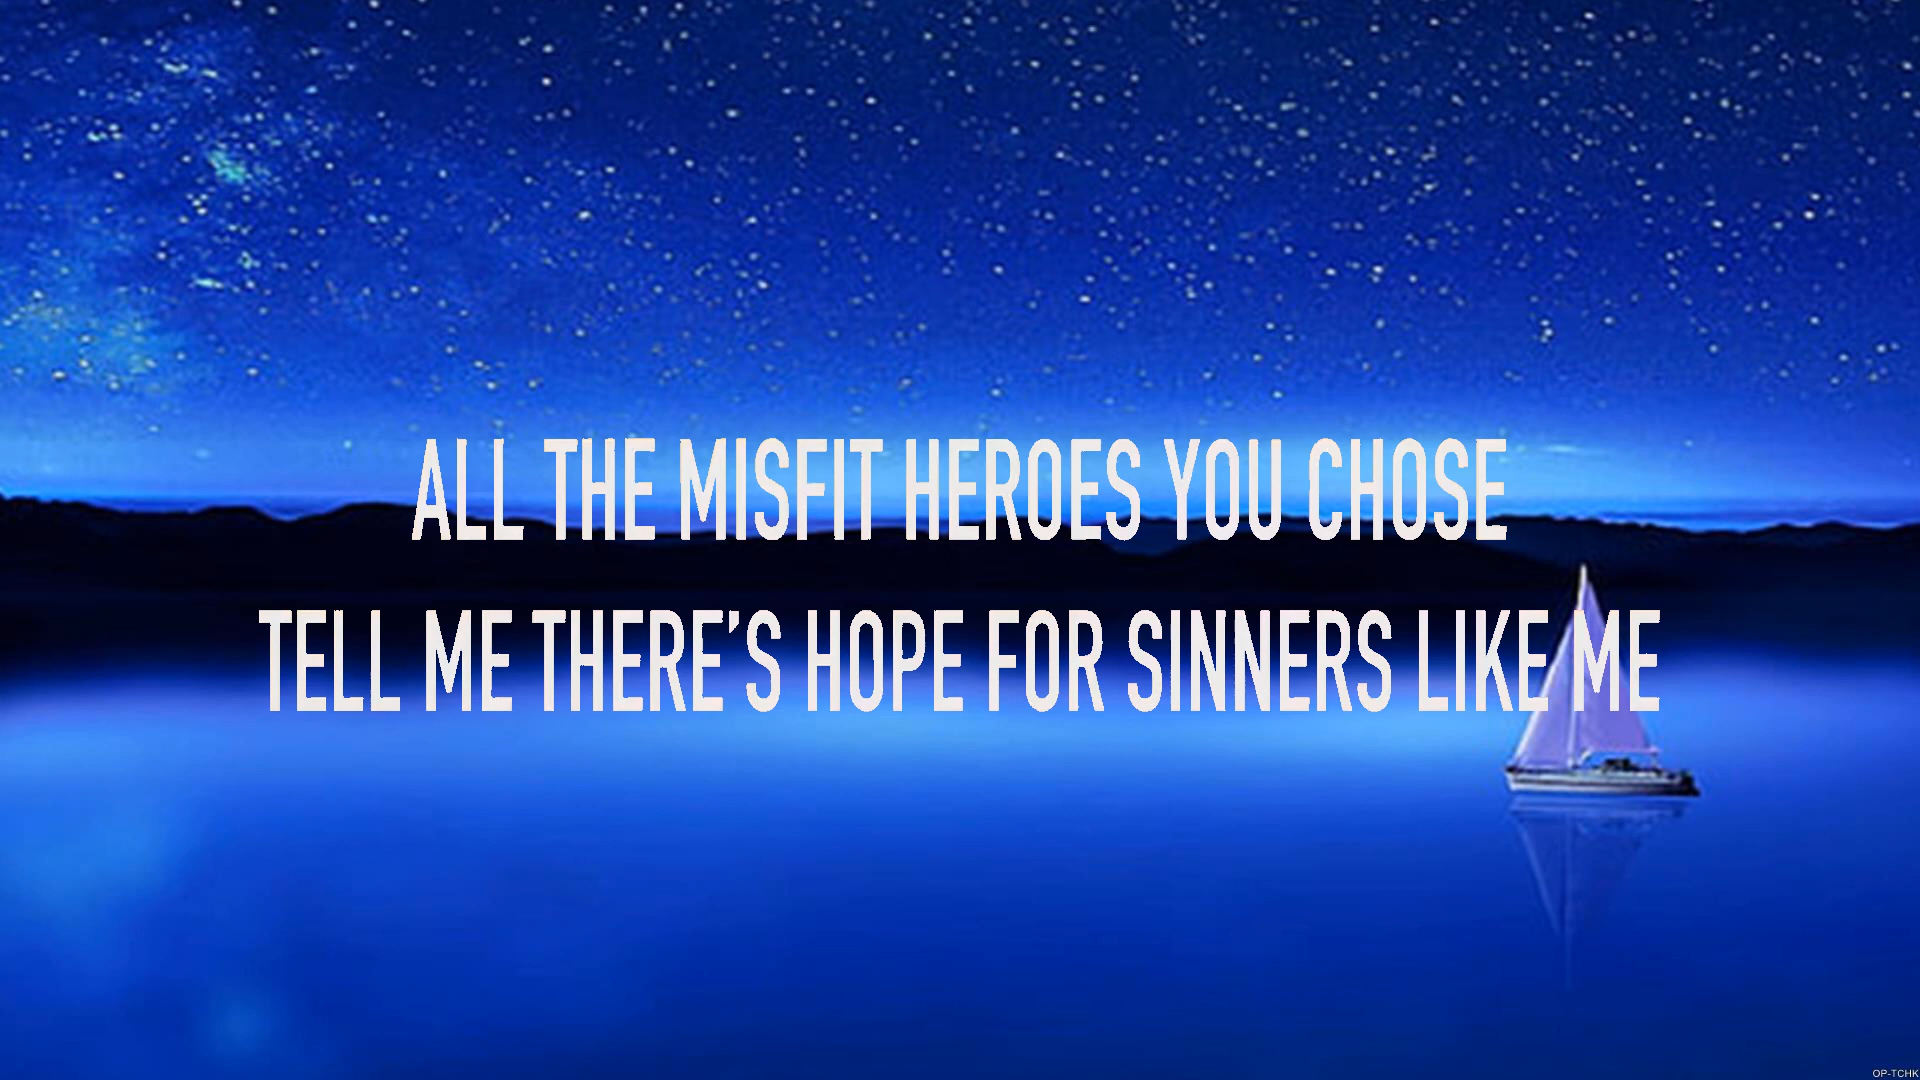 ALL THE MISFIT HEROES YOU CHOSE
TELL ME THERE’S HOPE FOR SINNERS LIKE ME
OP-TCHK